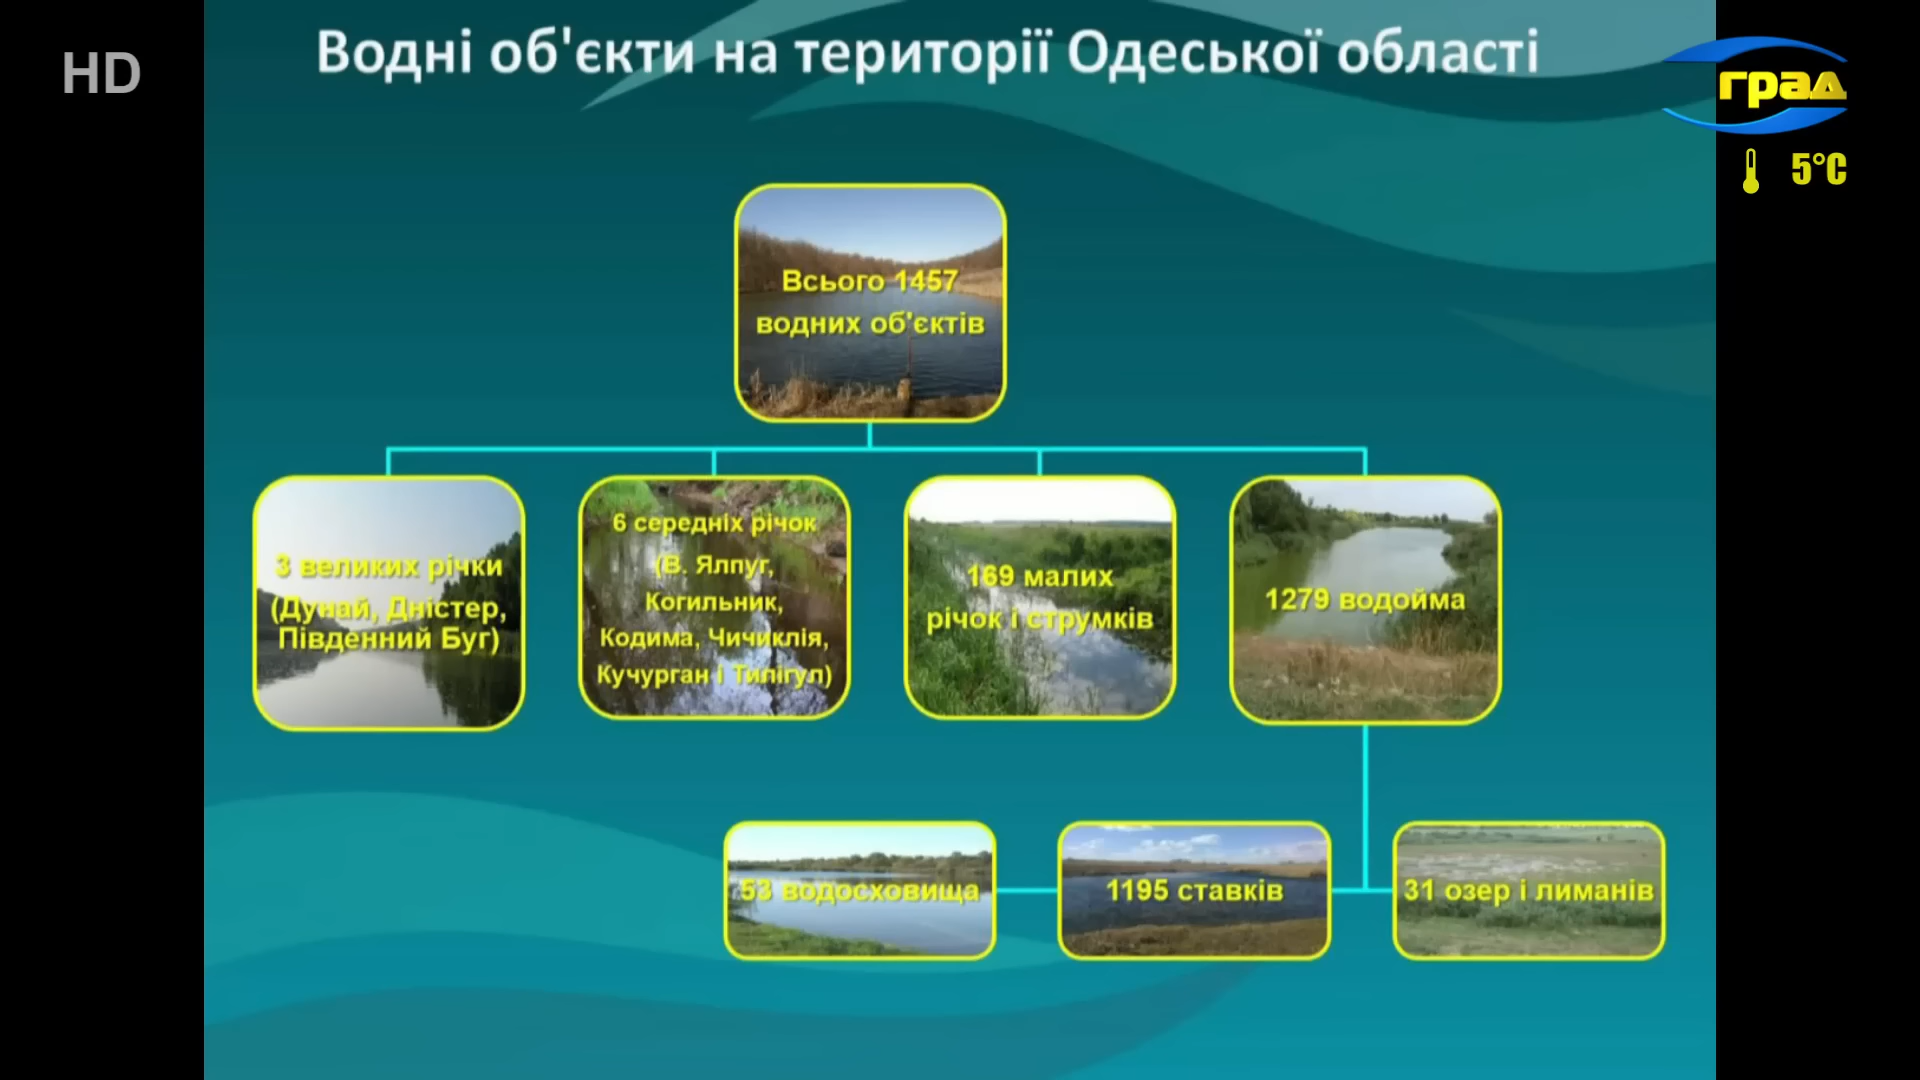 HD
Водні об'єкти на території Одеської області
град
5°C
Всього 1457
водних об'єктів
3 великих річки
(Дунай, Дністер,
Південний Буг)
6 середніх річок
(В. Ялпуг,
Когильник,
Кодима, Чичиклія,
Кучурган і Тилігул)
169 малих
річок і струмків
1279 водойма
53 водосховища
1195 ставків
31 озер і лиманів